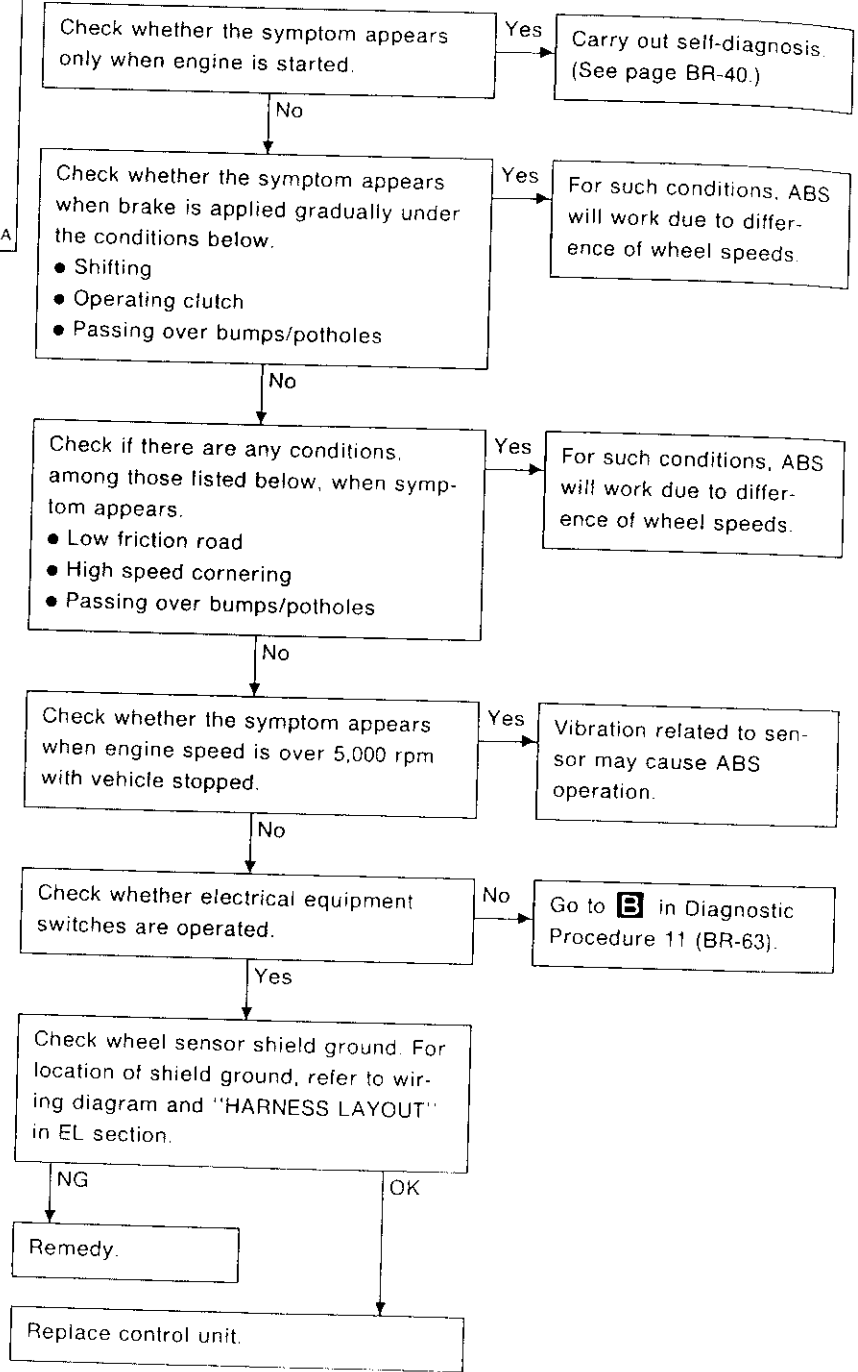 Check whether the symptom appears
only when engine is started.
Yes
Carry out self-diagnosis.
(See page BR-40.)
No
A
Check whether the symptom appears
when brake is applied gradually under
the conditions below.
● Shifting
● Operating clutch
● Passing over bumps/potholes
Yes
For such conditions, ABS
will work due to differ-
ence of wheel speeds.
No
Check if there are any conditions,
among those listed below, when symp-
tom appears.
● Low friction road
● High speed cornering
● Passing over bumps/potholes
Yes
For such conditions, ABS
will work due to differ-
ence of wheel speeds.
No
Check whether the symptom appears
when engine speed is over 5,000 rpm
with vehicle stopped.
Yes
Vibration related to sen-
sor may cause ABS
operation.
No
Check whether electrical equipment
switches are operated.
No
Go to B in Diagnostic
Procedure 11 (BR-63).
Yes
Check wheel sensor shield ground. For
location of shield ground, refer to wir-
ing diagram and "HARNESS LAYOUT"
in EL section.
NG
OK
Remedy.
Replace control unit.